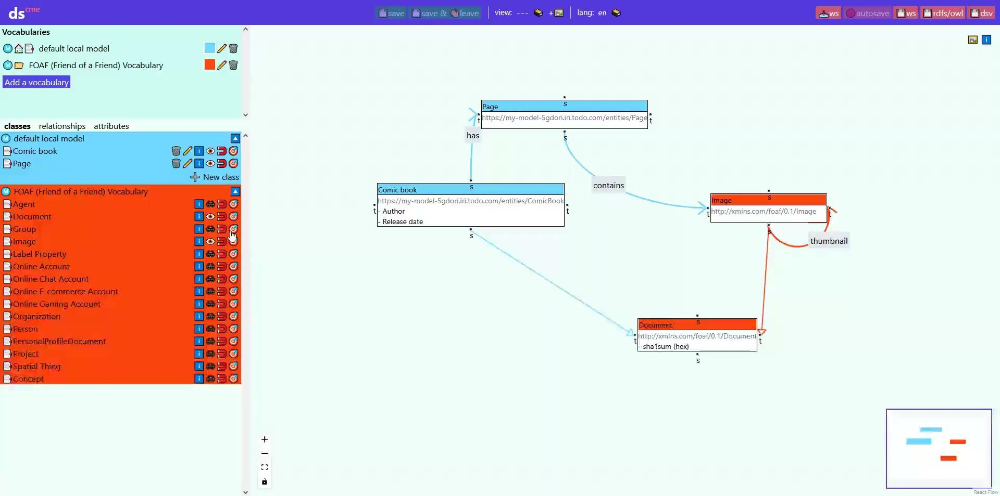 ds cme
save
save & leave
view: ---
+
lang: en
ws
autosave
ws
rdfs/owl
dsv
Vocabularies
default local model
FOAF (Friend of a Friend) Vocabulary
Add a vocabulary
classes relationships attributes
default local model
Comic book
Page
New class
FOAF (Friend of a Friend) Vocabulary
Agent
Document
Group
Image
Label Property
Online Account
Online Chat Account
Online E-commerce Account
Online Gaming Account
Organization
Person
PersonalProfileDocument
Project
Spatial Thing
Concept
s
Page
https://my-model-5gdori.iri.todo.com/entities/Page
t
t
s
has
contains
s
Comic book
https://my-model-5gdori.iri.todo.com/entities/ComicBook
- Author
- Release date
t
t
s
s
Image
http://xmlns.com/foaf/0.1/Image
t
t
s
thumbnail
s
Document
http://xmlns.com/foaf/0.1/Document
- sha1sum (hex)
t
t
s
React Flow